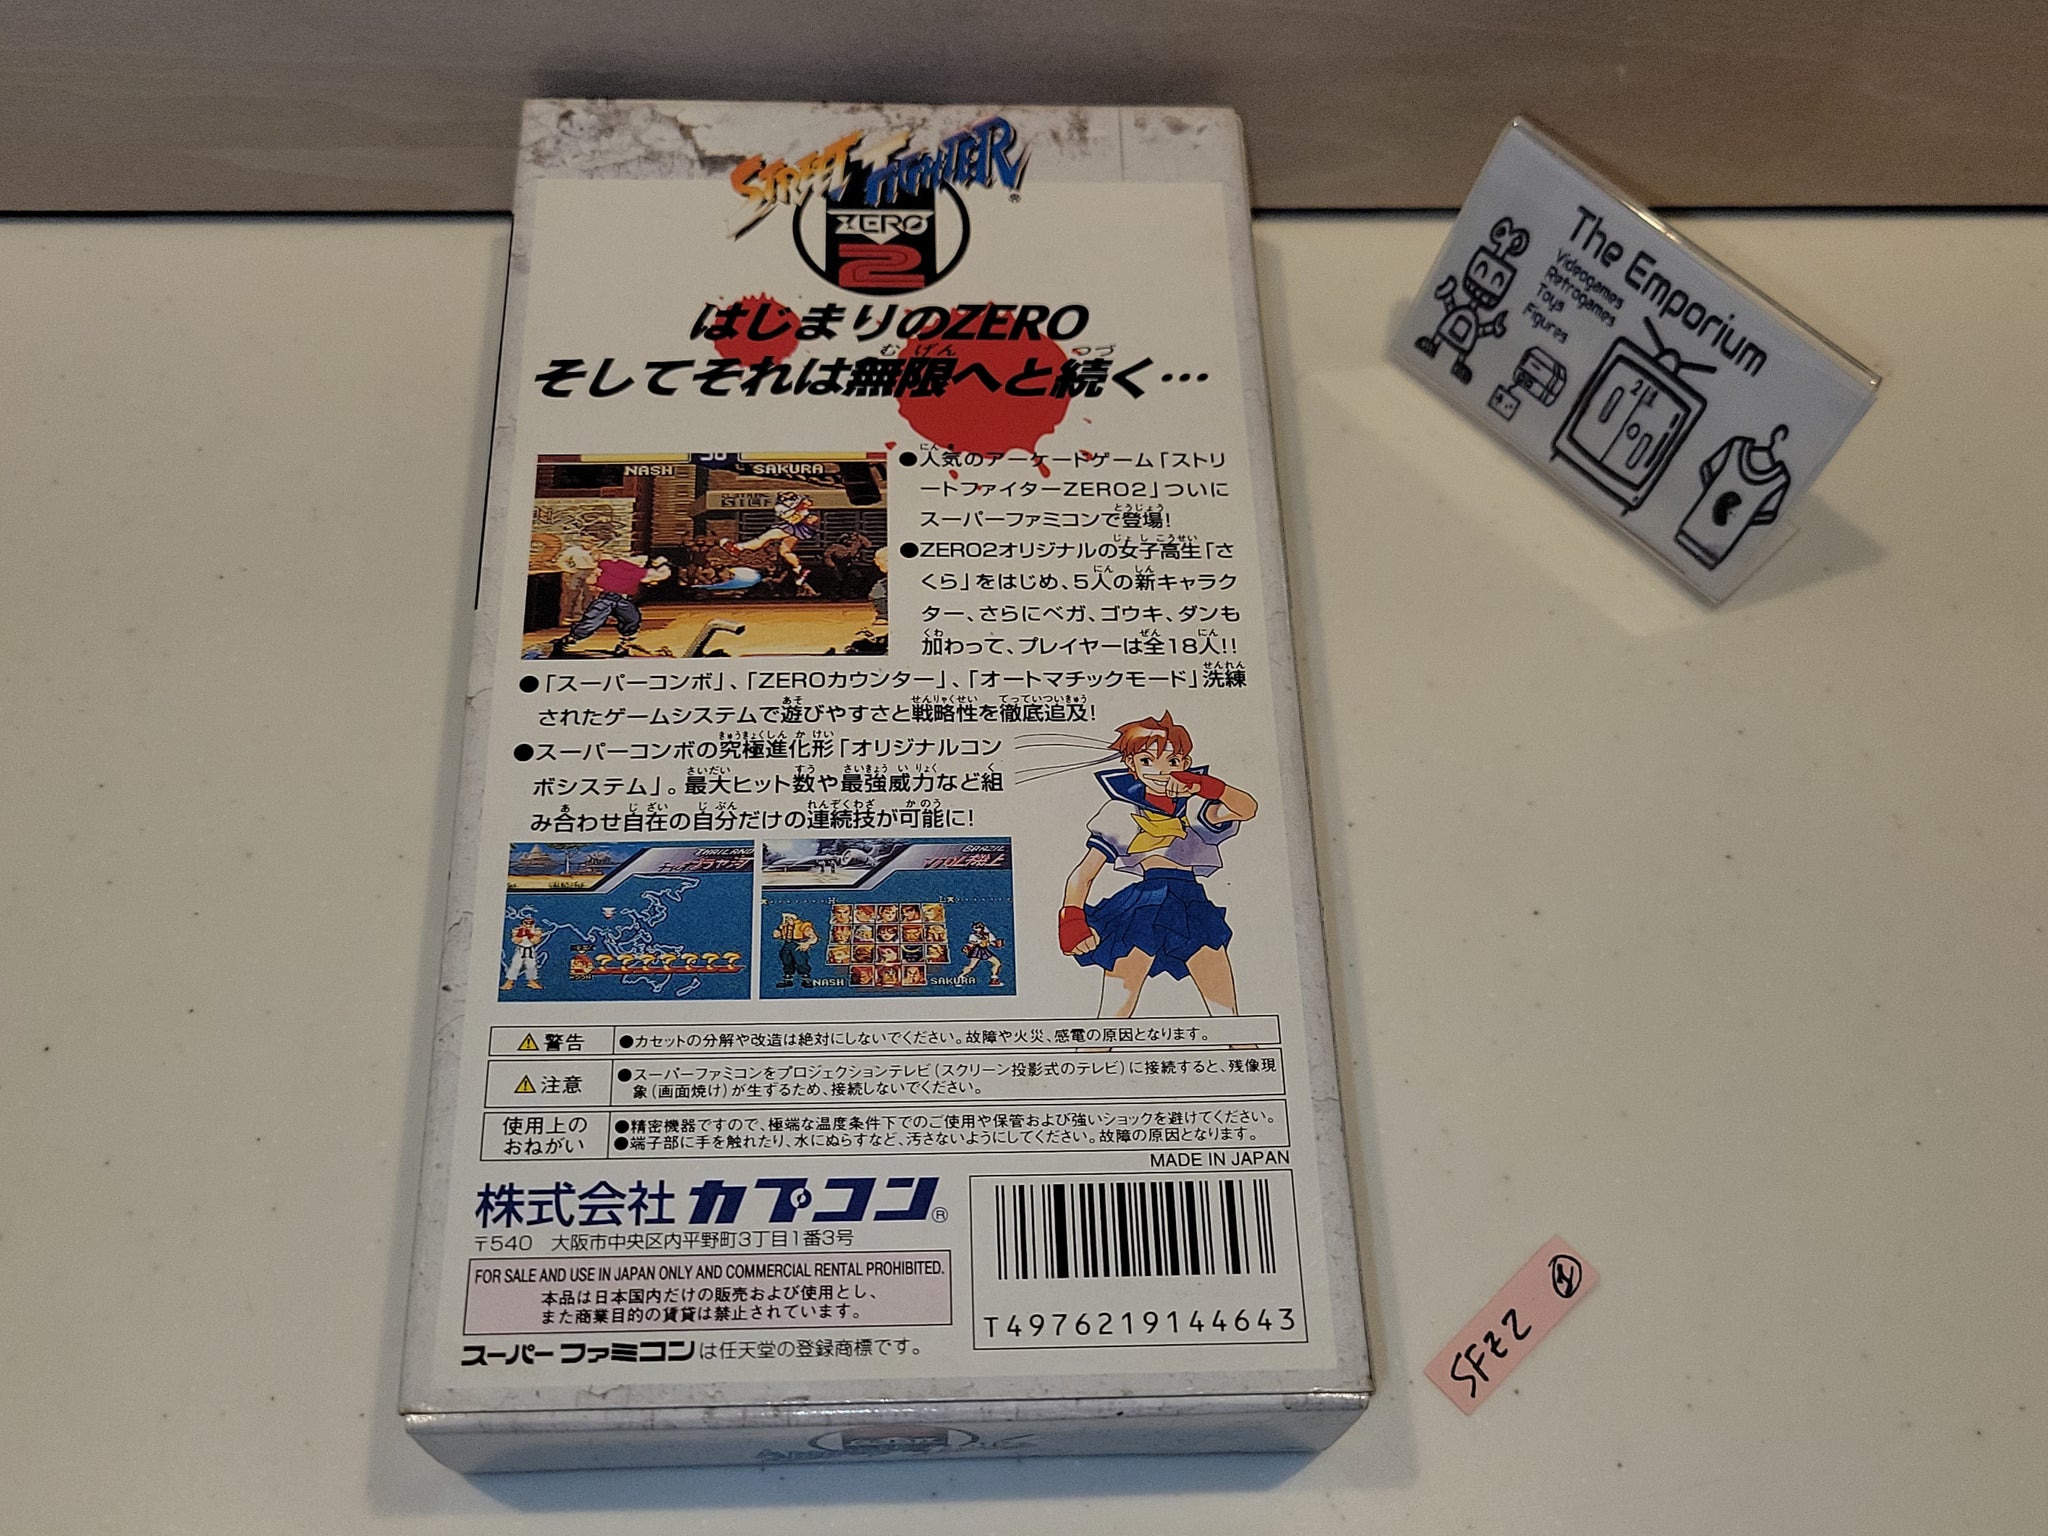 STREET FIGHTER®
ZERO
2
はじまりのZERO
そしてそれは無限へと続く…
NASH
SAKURA
●人気のアーケードゲーム「ストリ
ートファイターZERO2」ついに
スーパーファミコンで登場!
●ZERO2オリジナルの女子高生「さ
くら」をはじめ、5人の新キャラク
ター、さらにベガ、ゴウキ、ダンも
加わって、プレイヤーは全18人!!
●「スーパーコンボ」、「ZEROカウンター」、「オートマチックモード」洗練
されたゲームシステムで遊びやすさと戦略性を徹底追及!
●スーパーコンボの究極進化形「オリジナルコン
ボシステム」。最大ヒット数や最強威力など組
み合わせ自在の自分だけの連続技が可能に!
THAILAND
BRAZIL
NASH
SAKURA
警告
●カセットの分解や改造は絶対にしないでください。故障や火災、感電の原因となります。
注意
●スーパーファミコンをプロジェクションテレビ(スクリーン投影式のテレビ)に接続すると、残像現
象(画面焼け)が生ずるため、接続しないでください。
使用上の
おねがい
●精密機器ですので、極端な温度条件下でのご使用や保管および強いショックを避けてください。
●端子部に手を触れたり、水にぬらすなど、汚さないようにしてください。故障の原因となります。
MADE IN JAPAN
株式会社カプコン®
〒540 大阪市中央区内平野町3丁目1番3号
FOR SALE AND USE IN JAPAN ONLY AND COMMERCIAL RENTAL PROHIBITED.
本品は日本国内だけの販売および使用とし、
また商業目的の賃貸は禁止されています。
スーパーファミコンは任天堂の登録商標です。
T4976219144643
The Emporium
Videogames
Retrogames
Toys
Figures
SFZ2